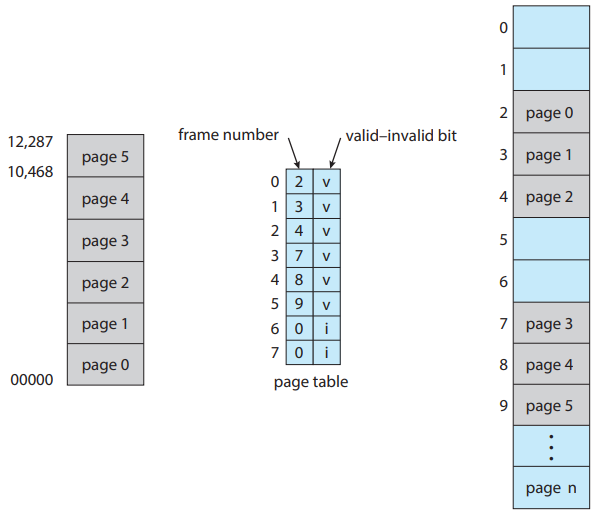 12,287
10,468
00000
page 5
page 4
page 3
page 2
page 1
page 0
frame number
valid–invalid bit
0 2 v
1 3 v
2 4 v
3 7 v
4 8 v
5 9 v
6 0 i
7 0 i
page table
0
1
2 page 0
3 page 1
4 page 2
5
6
7 page 3
8 page 4
9 page 5
⋮
page n